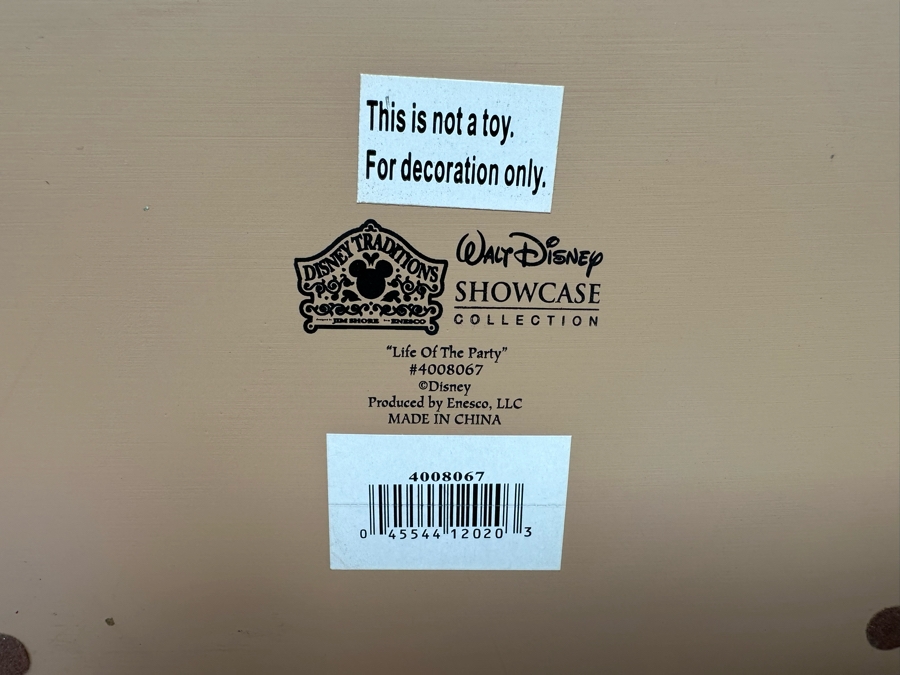 This is not a toy.
For decoration only.
DISNEY TRADITIONS
JIM SHORE ENESCO
WALT DISNEY
SHOWCASE
COLLECTION
“Life Of The Party”
#4008067
©Disney
Produced by Enesco, LLC
MADE IN CHINA
4008067
0 45544 12020 3